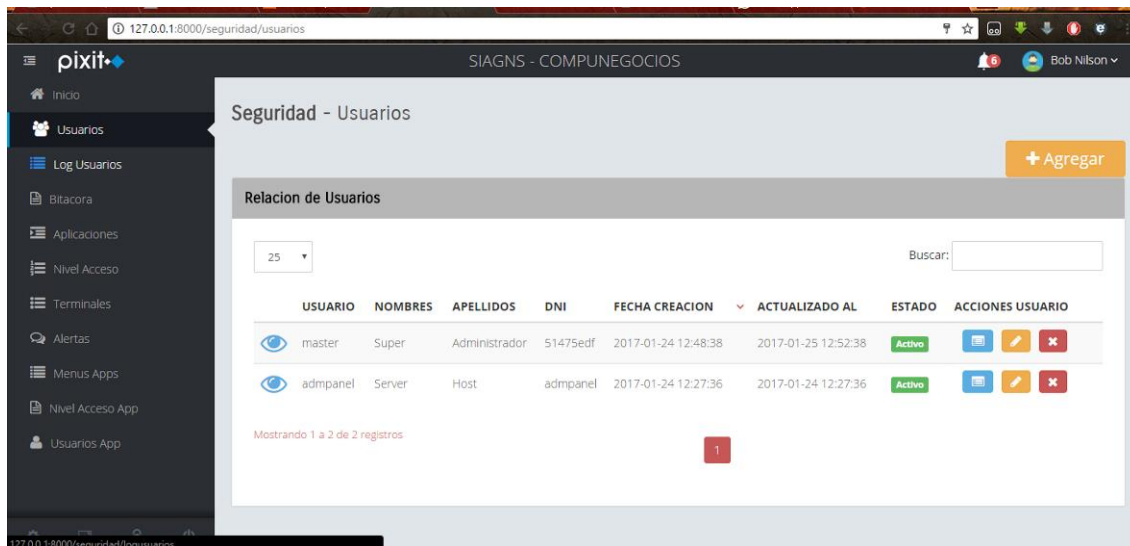 127.0.0.1:8000/seguridad/usuarios
pixit
SIAGNS - COMPUNEGOCIOS
6
Bob Nilson
Inicio
Usuarios
Log Usuarios
Bitacora
Aplicaciones
Nivel Acceso
Terminales
Alertas
Menus Apps
Nivel Acceso App
Usuarios App
Seguridad - Usuarios
Agregar
Relacion de Usuarios
25
Buscar:
USUARIO NOMBRES APELLIDOS DNI FECHA CREACION ACTUALIZADO AL ESTADO ACCIONES USUARIO
master Super Administrador 51475edf 2017-01-24 12:48:38 2017-01-25 12:52:38 Activo
admpanel Server Host admpanel 2017-01-24 12:27:36 2017-01-24 12:27:36 Activo
Mostrando 1 a 2 de 2 registros
1
127.0.0.1:8000/seguridad/logusuarios